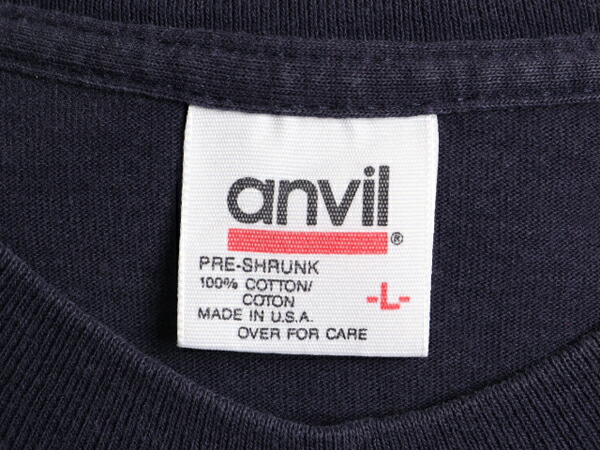 anvil®
PRE-SHRUNK
100% COTTON/
COTON
-L-
MADE IN U.S.A.
OVER FOR CARE